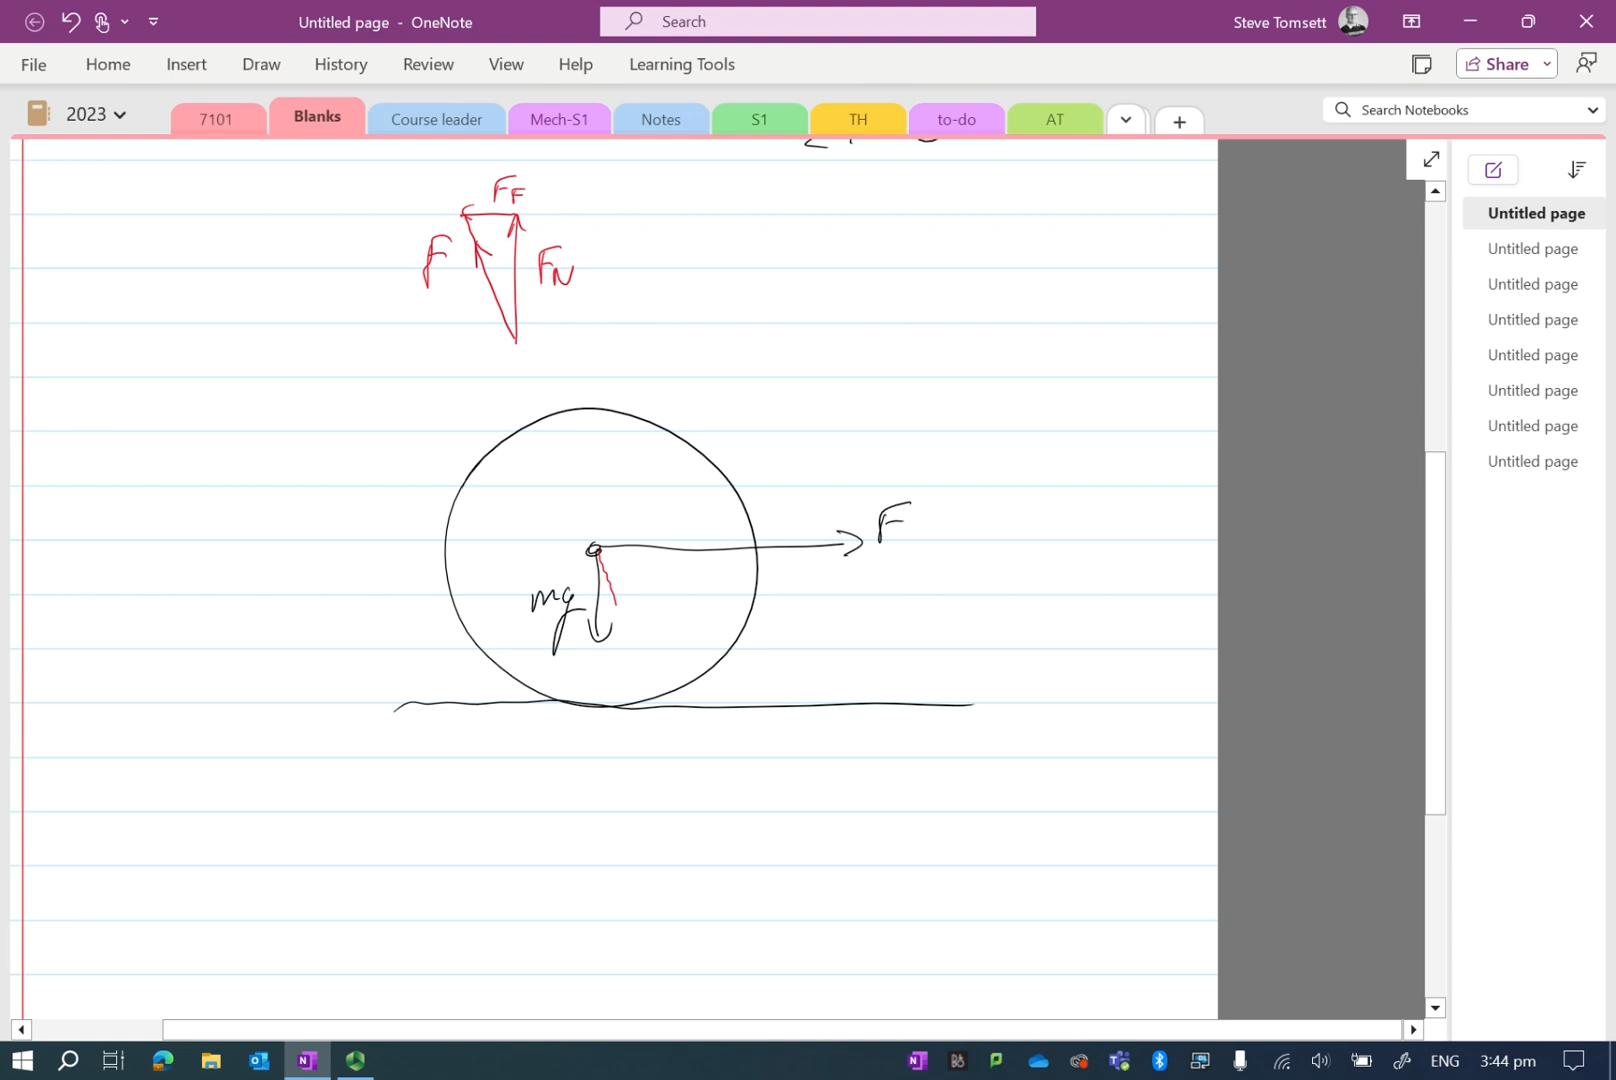 Untitled page - OneNote
Search
Steve Tomsett
File Home Insert Draw History Review View Help Learning Tools
Share
2023
7101 Blanks Course leader Mech-S1 Notes S1 TH to-do AT
Search Notebooks
FF
F
FN
F
mg
Untitled page
Untitled page
Untitled page
Untitled page
Untitled page
Untitled page
Untitled page
Untitled page
ENG
3:44 pm